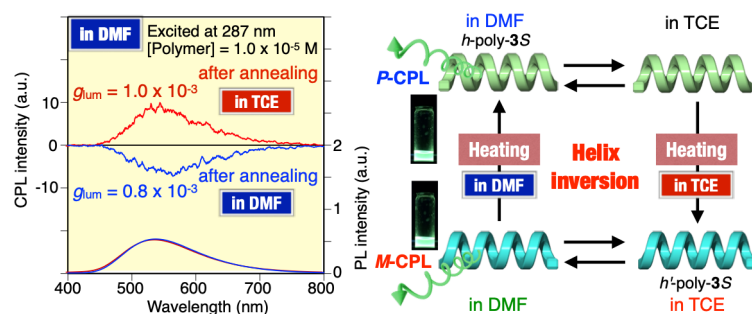 in DMF
Excited at 287 nm
[Polymer] = 1.0 x 10⁻⁵ M
after annealing
in TCE
glum = 1.0 x 10⁻³
glum = 0.8 x 10⁻³
after annealing
in DMF
CPL intensity (a.u.)
10
0
-10
2
1
0
PL intensity (a.u.)
400
500
600
700
800
Wavelength (nm)
in DMF
h-poly-3S
in TCE
P-CPL
Heating
in DMF
Helix
inversion
Heating
in TCE
M-CPL
in DMF
h'-poly-3S
in TCE